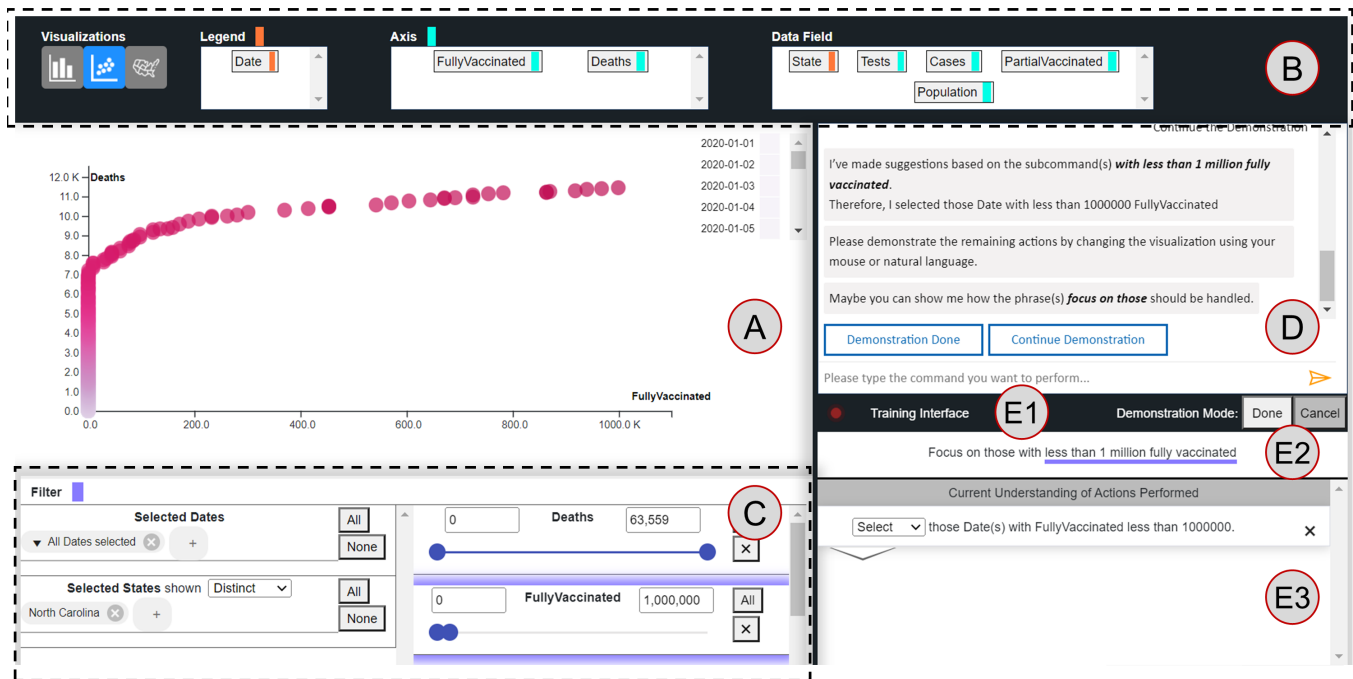 Visualizations
Legend
Date
Axis
FullyVaccinated
Deaths
Data Field
State
Tests
Cases
PartialVaccinated
Population
B
12.0 K
Deaths
11.0
10.0
9.0
8.0
7.0
6.0
5.0
4.0
3.0
2.0
1.0
0.0
0.0
200.0
400.0
600.0
800.0
1000.0 K
FullyVaccinated
2020-01-01
2020-01-02
2020-01-03
2020-01-04
2020-01-05
A
Continue the Demonstration
I've made suggestions based on the subcommand(s) with less than 1 million fully
vaccinated.
Therefore, I selected those Date with less than 1000000 FullyVaccinated
Please demonstrate the remaining actions by changing the visualization using your
mouse or natural language.
Maybe you can show me how the phrase(s) focus on those should be handled.
D
Demonstration Done
Continue Demonstration
Please type the command you want to perform...
Training Interface
E1
Demonstration Mode:
Done
Cancel
Focus on those with less than 1 million fully vaccinated
E2
Current Understanding of Actions Performed
Select those Date(s) with FullyVaccinated less than 1000000.
E3
Filter
C
Selected Dates
All
▼ All Dates selected
+
None
Selected States shown Distinct
All
North Carolina
+
None
0
Deaths
63,559
✕
0
FullyVaccinated
1,000,000
All
✕